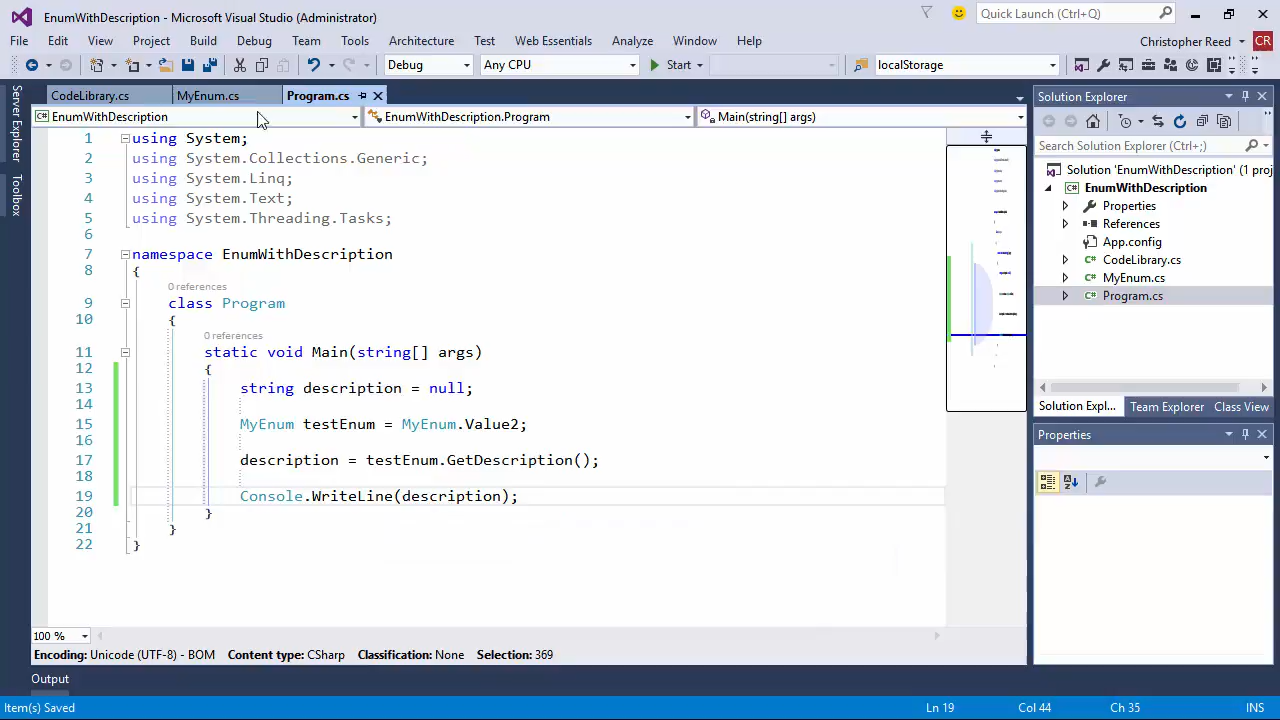 EnumWithDescription - Microsoft Visual Studio (Administrator)
Quick Launch (Ctrl+Q)
File Edit View Project Build Debug Team Tools Architecture Test Web Essentials Analyze Window Help
Christopher Reed CR
Debug Any CPU Start localStorage
Server Explorer
Toolbox
CodeLibrary.cs MyEnum.cs Program.cs
EnumWithDescription EnumWithDescription.Program Main(string[] args)
1 using System;
2 using System.Collections.Generic;
3 using System.Linq;
4 using System.Text;
5 using System.Threading.Tasks;
6
7 namespace EnumWithDescription
8 {
0 references
9 class Program
10 {
0 references
11 static void Main(string[] args)
12 {
13 string description = null;
14
15 MyEnum testEnum = MyEnum.Value2;
16
17 description = testEnum.GetDescription();
18
19 Console.WriteLine(description);
20 }
21 }
22 }
100 %
Encoding: Unicode (UTF-8) - BOM Content type: CSharp Classification: None Selection: 369
Output
Solution Explorer
Search Solution Explorer (Ctrl+;)
Solution 'EnumWithDescription' (1 proj
EnumWithDescription
Properties
References
App.config
CodeLibrary.cs
MyEnum.cs
Program.cs
Solution Expl... Team Explorer Class View
Properties
Item(s) Saved Ln 19 Col 44 Ch 35 INS